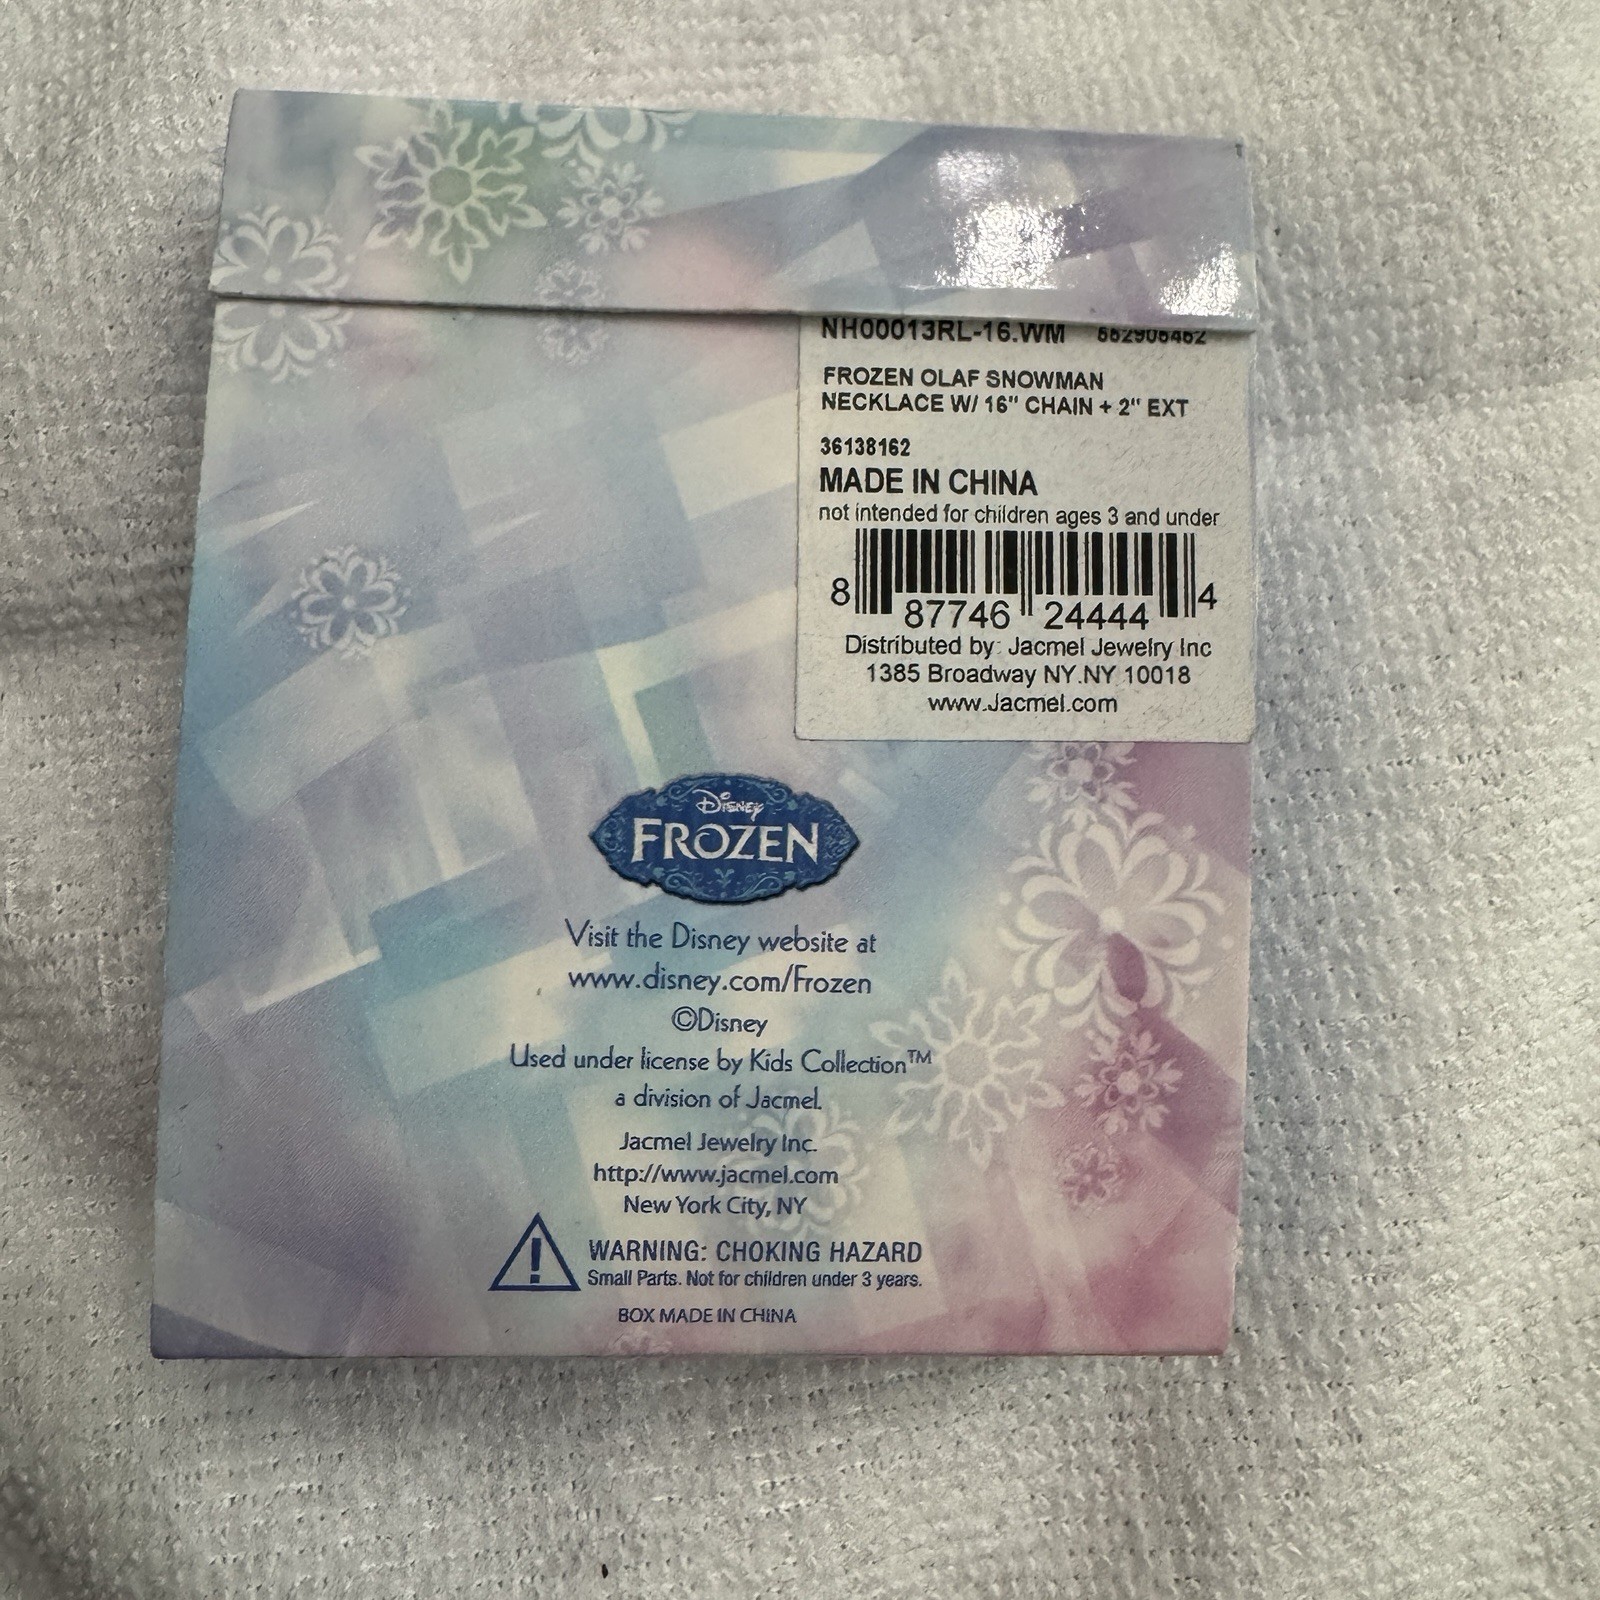 NH00013RL-16.WM 552905462
FROZEN OLAF SNOWMAN
NECKLACE W/ 16" CHAIN + 2" EXT
36138162
MADE IN CHINA
not intended for children ages 3 and under
8 87746 24444 4
Distributed by: Jacmel Jewelry Inc
1385 Broadway NY.NY 10018
www.Jacmel.com
Disney
FROZEN
Visit the Disney website at
www.disney.com/Frozen
©Disney
Used under license by Kids Collection™
a division of Jacmel.
Jacmel Jewelry Inc.
http://www.jacmel.com
New York City, NY
! WARNING: CHOKING HAZARD
Small Parts. Not for children under 3 years.
BOX MADE IN CHINA